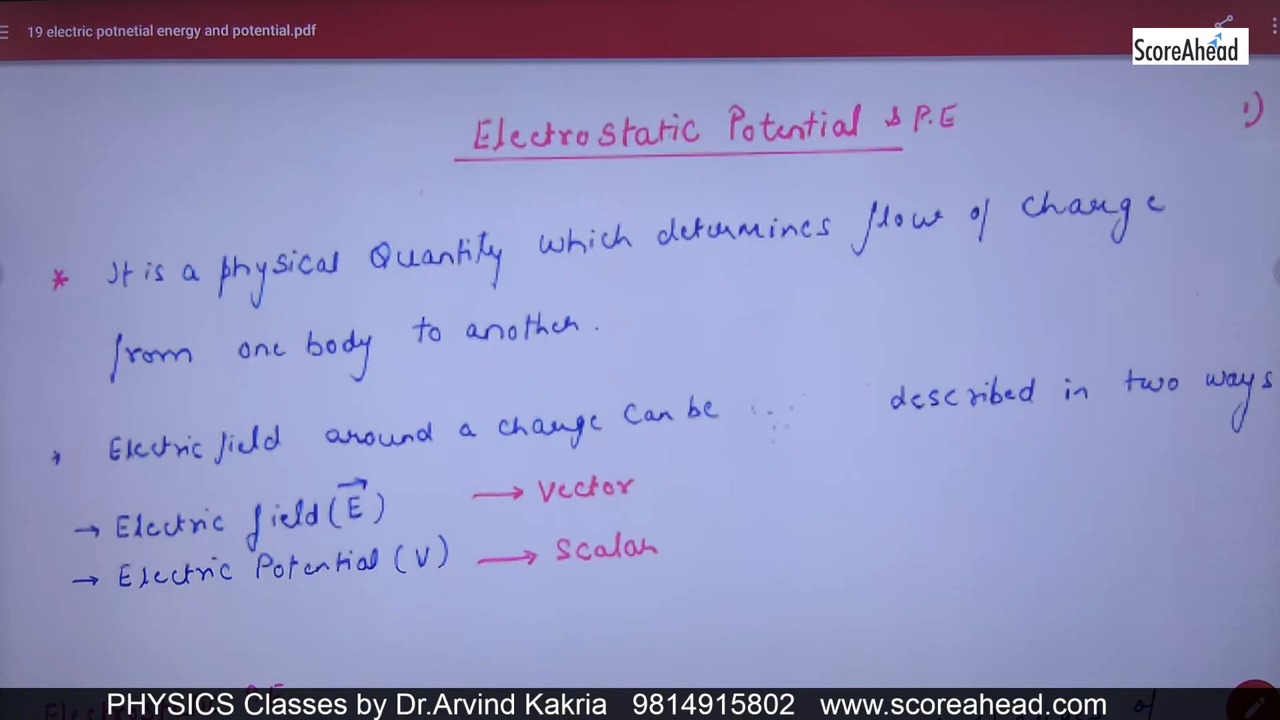 19 electric potnetial energy and potential.pdf
ScoreAhead
Electrostatic Potential & P.E
1)
* It is a physical Quantity which determines flow of charge
from one body to another.
Electric field around a charge can be described in two ways
→ Electric field (E⃗) → Vector
→ Electric Potential (V) → Scalar
PHYSICS Classes by Dr.Arvind Kakria 9814915802 www.scoreahead.com